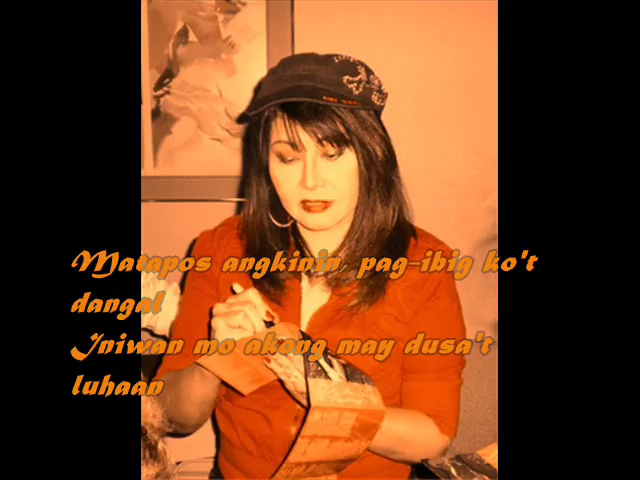 Matapos angkinin, pag-ibig ko't
dangal
Iniwan mo akong may dusa't
luhaan